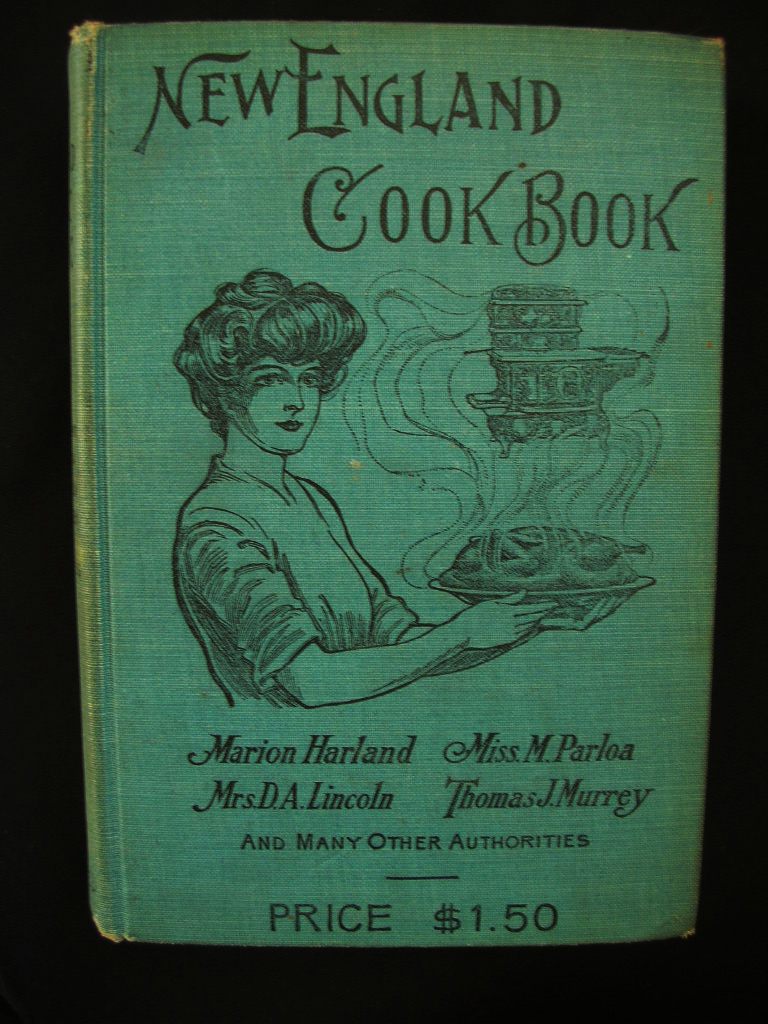 New England
Cook Book
Marion Harland Miss. M. Parloa
Mrs. D. A. Lincoln Thomas J. Murrey
And Many Other Authorities
PRICE $1.50